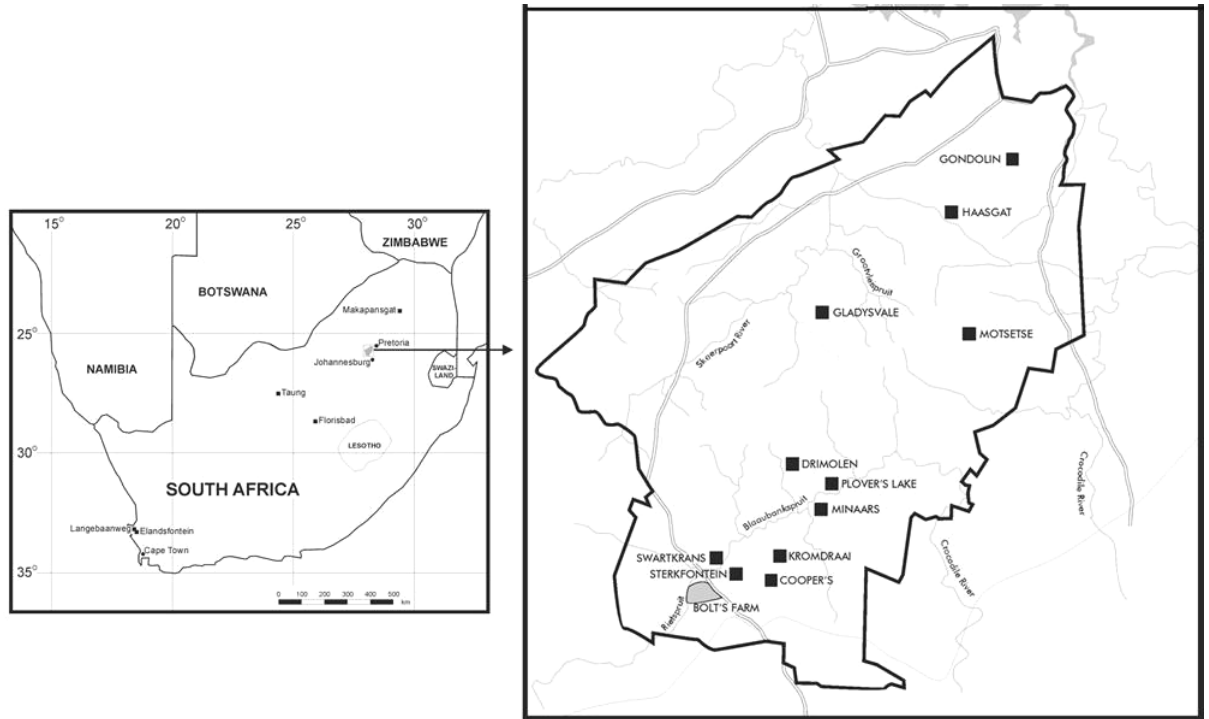 15°
20°
25°
30°
ZIMBABWE
BOTSWANA
Makapansgat
25°
Pretoria
Johannesburg
NAMIBIA
SWAZI-
LAND
Taung
Florisbad
LESOTHO
30°
SOUTH AFRICA
Langebaanweg
Elandsfontein
Cape Town
35°
0 100 200 300 400 500
km
GONDOLIN
HAASGAT
Grootvleispruit
GLADYSVALE
MOTSETSE
Skeerpoort River
DRIMOLEN
PLOVER'S LAKE
Crocodile River
Blaaubankspruit
MINAARS
SWARTKRANS
KROMDRAAI
STERKFONTEIN
COOPER'S
Crocodile River
BOLT'S FARM
Rietspruit